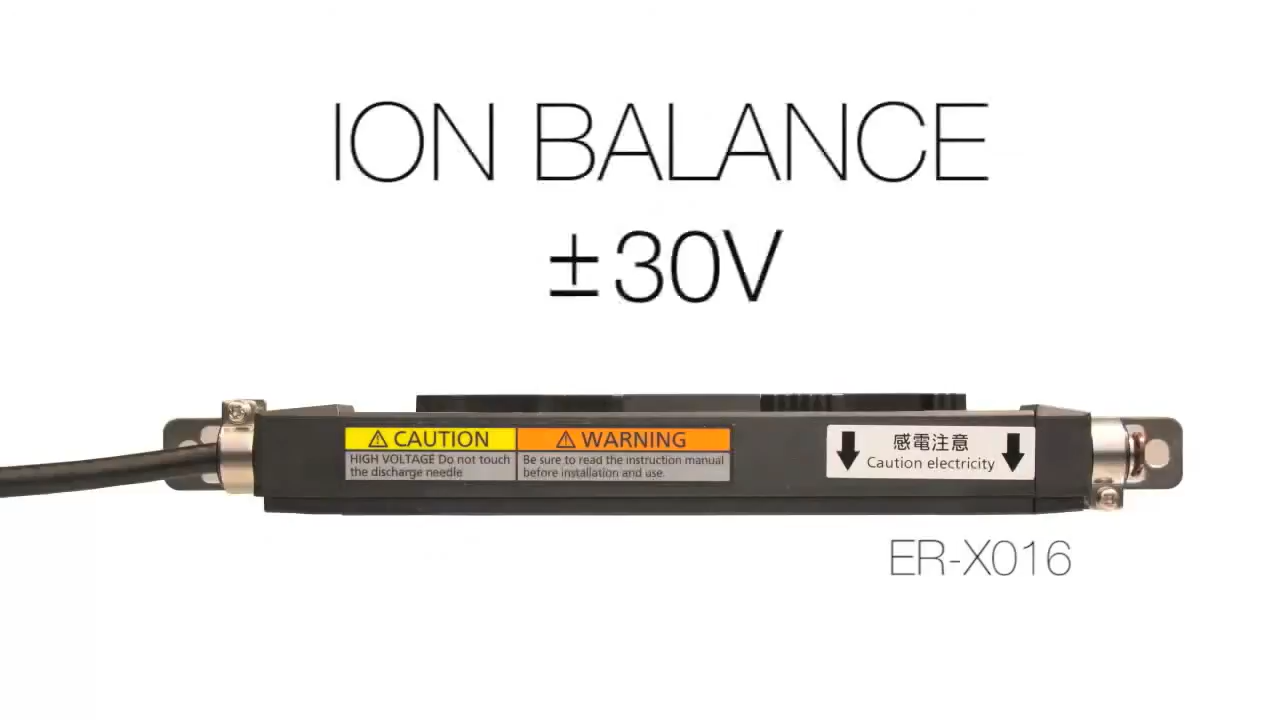 ION BALANCE
±30V
⚠ CAUTION
HIGH VOLTAGE Do not touch
the discharge needle
⚠ WARNING
Be sure to read the instruction manual
before installation and use.
感電注意
Caution electricity
ER-X016